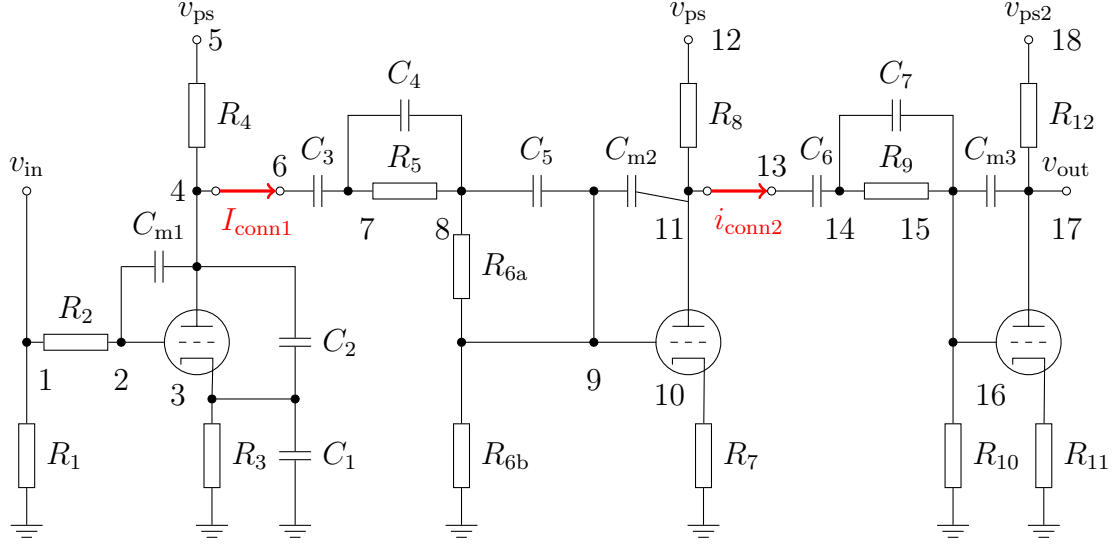 v_ps
v_ps
v_ps2
5
12
18
C_4
C_7
R_4
R_8
R_12
v_in
6
C_3
R_5
C_5
C_m2
13
C_6
R_9
C_m3
v_out
4
I_conn1
7
8
11
i_conn2
14
15
17
C_m1
R_6a
R_2
C_2
1
2
3
9
10
16
R_1
R_3
C_1
R_6b
R_7
R_10
R_11